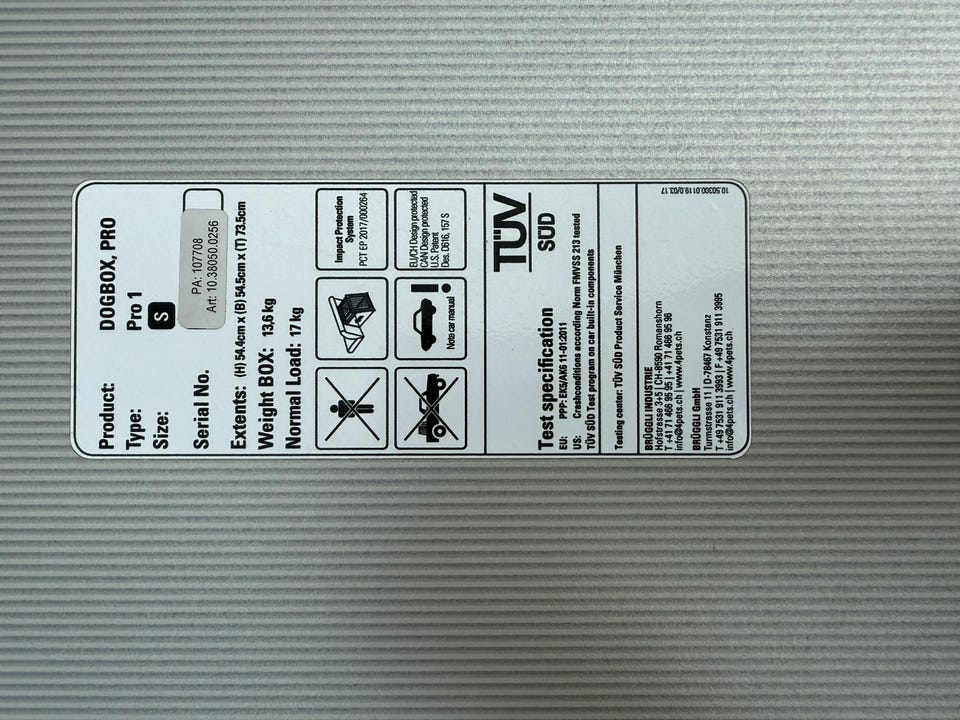 Product: DOGBOX, PRO
Type: Pro 1
Size: S
Serial No. PA: 107708
Art: 10.38050.0256
Extents: (H) 54.4cm x (B) 54.5cm x (T) 73.5cm
Weight BOX: 13,6 kg
Normal Load: 17 kg
Impact Protection
System
PCT EP 2017/000264
Note car manual
EU/CH Design protected
CAN Design protected
U.S. Patent
Des. D616, 157 S
Test specification
EU: PPP: EK5/AK6 11-01:2011
US: Crashconditions according Norm FMVSS 213 tested
TÜV SÜD Test program on car built-in components
TÜV
SÜD
Testing center: TÜV SÜD Product Service München
BRÜGGLI INDUSTRIE
Hofstrasse 3+5 | CH-8590 Romanshorn
T +41 71 466 95 95 | +41 71 466 95 96
info@4pets.ch | www.4pets.ch
BRÜGGLI GmbH
Turmstrasse 11 | D-78467 Konstanz
T +49 7531 911 3993 | F +49 7531 911 3995
info@4pets.ch | www.4pets.ch
10.50300.0119.0/03.17